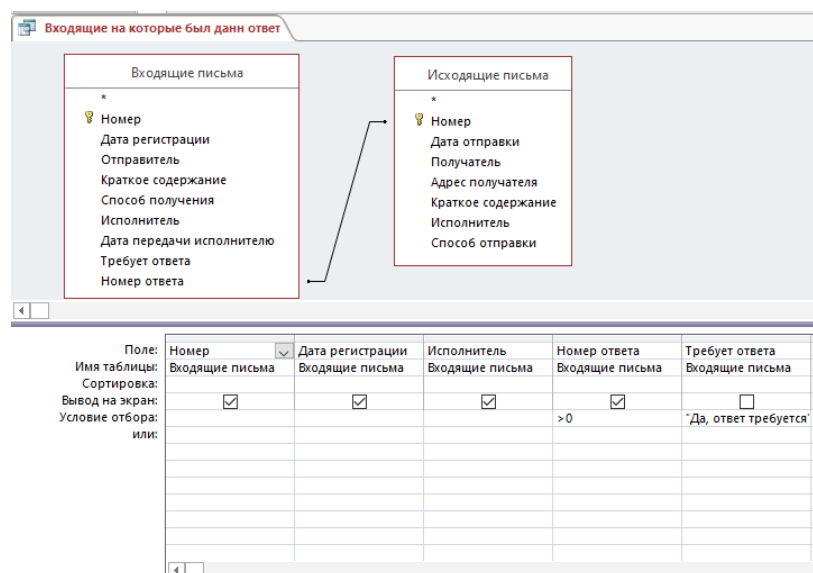 Входящие на которые был данн ответ
Входящие письма
*
Номер
Дата регистрации
Отправитель
Краткое содержание
Способ получения
Исполнитель
Дата передачи исполнителю
Требует ответа
Номер ответа
Исходящие письма
*
Номер
Дата отправки
Получатель
Адрес получателя
Краткое содержание
Исполнитель
Способ отправки
Поле: Номер Дата регистрации Исполнитель Номер ответа Требует ответа
Имя таблицы: Входящие письма Входящие письма Входящие письма Входящие письма Входящие письма
Сортировка:
Вывод на экран:
Условие отбора: >0 "Да, ответ требуется"
или: